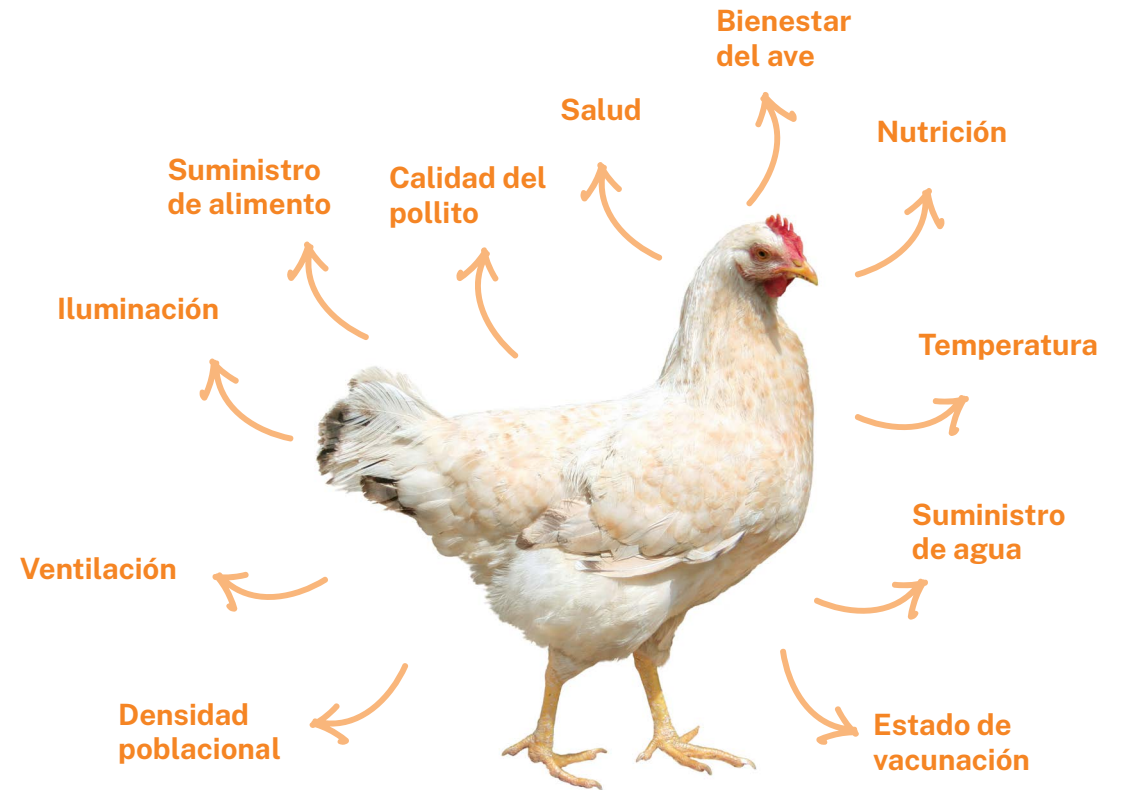 Bienestar
del ave
Salud
Nutrición
Suministro
de alimento
Calidad del
pollito
Iluminación
Temperatura
Suministro
de agua
Ventilación
Densidad
poblacional
Estado de
vacunación